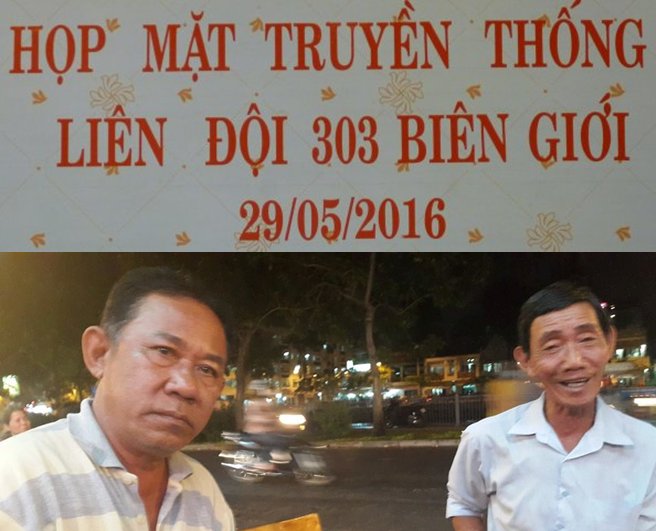 HỌP MẶT TRUYỀN THỐNG
LIÊN ĐỘI 303 BIÊN GIỚI
29/05/2016